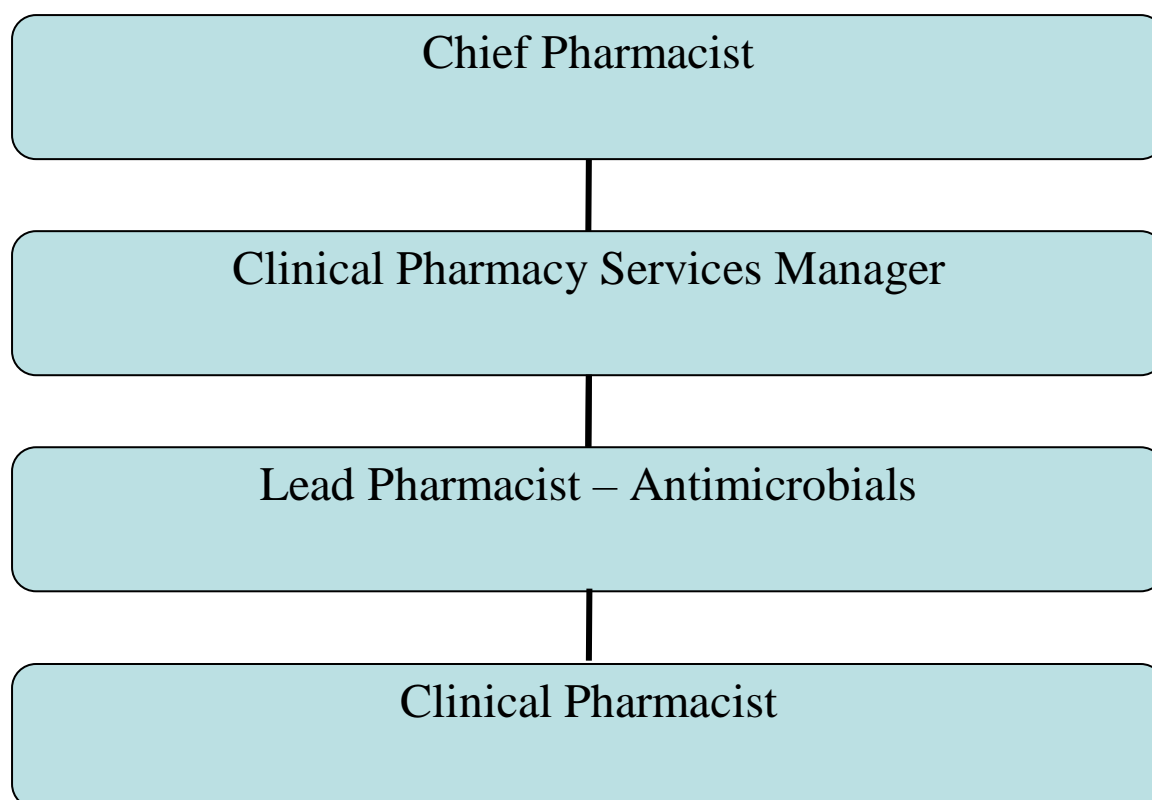 Chief Pharmacist
Clinical Pharmacy Services Manager
Lead Pharmacist – Antimicrobials
Clinical Pharmacist